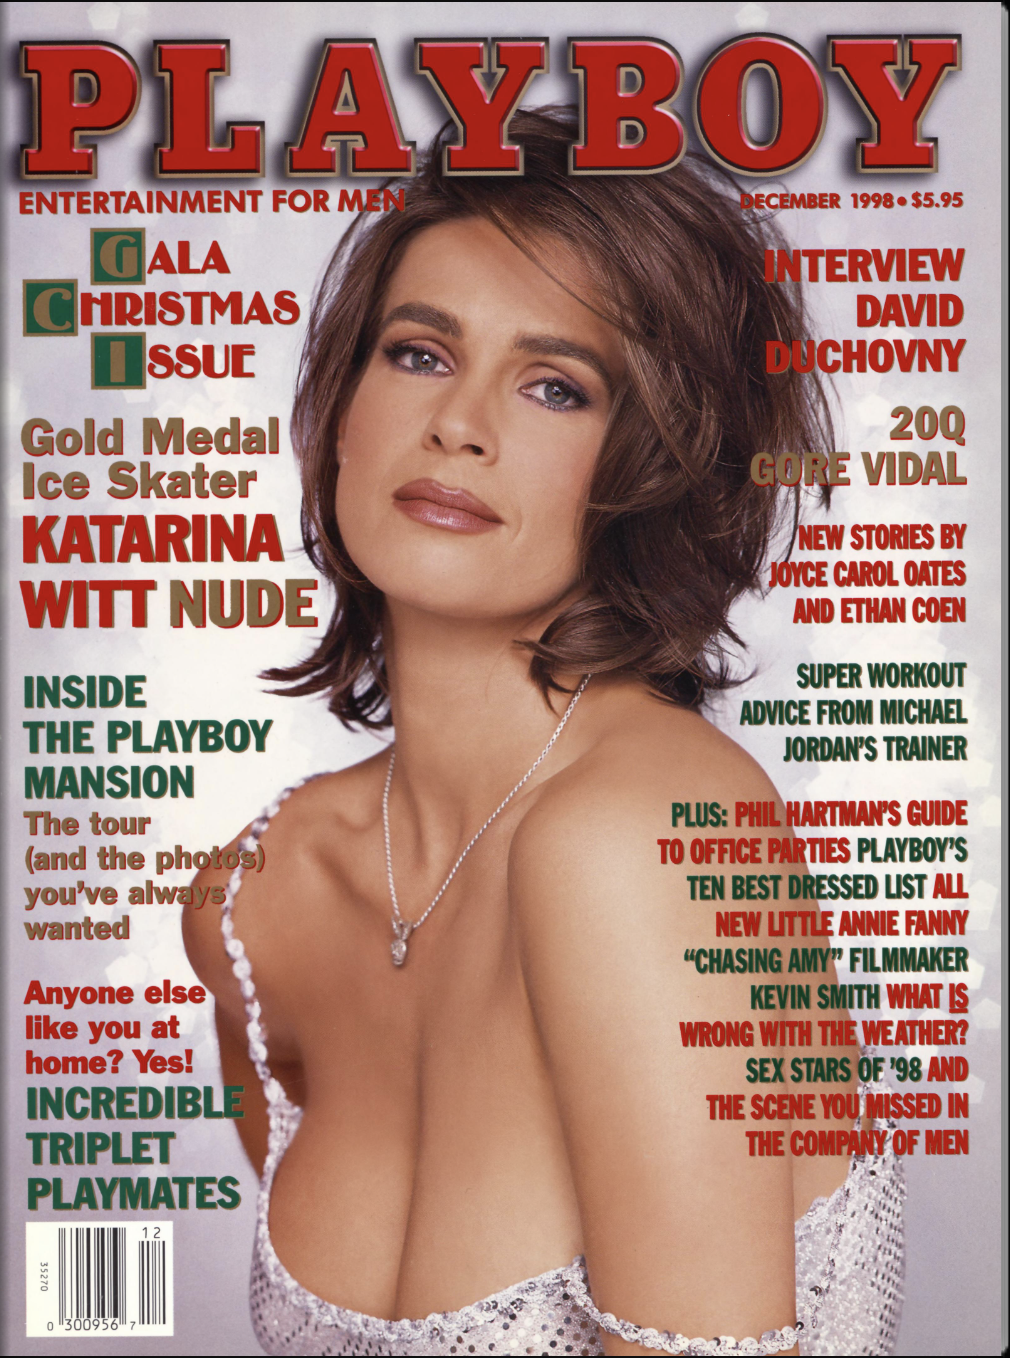 PLAYBOY
ENTERTAINMENT FOR MEN
DECEMBER 1998 • $5.95
GALA
CHRISTMAS
ISSUE
Gold Medal
Ice Skater
KATARINA
WITT NUDE
INSIDE
THE PLAYBOY
MANSION
The tour
(and the photos)
you've always
wanted
Anyone else
like you at
home? Yes!
INCREDIBLE
TRIPLET
PLAYMATES
INTERVIEW
DAVID
DUCHOVNY
20Q
GORE VIDAL
NEW STORIES BY
JOYCE CAROL OATES
AND ETHAN COEN
SUPER WORKOUT
ADVICE FROM MICHAEL
JORDAN'S TRAINER
PLUS: PHIL HARTMAN'S GUIDE
TO OFFICE PARTIES PLAYBOY'S
TEN BEST DRESSED LIST ALL
NEW LITTLE ANNIE FANNY
“CHASING AMY” FILMMAKER
KEVIN SMITH WHAT IS
WRONG WITH THE WEATHER?
SEX STARS OF '98 AND
THE SCENE YOU MISSED IN
THE COMPANY OF MEN
12
35270
0 300956 7